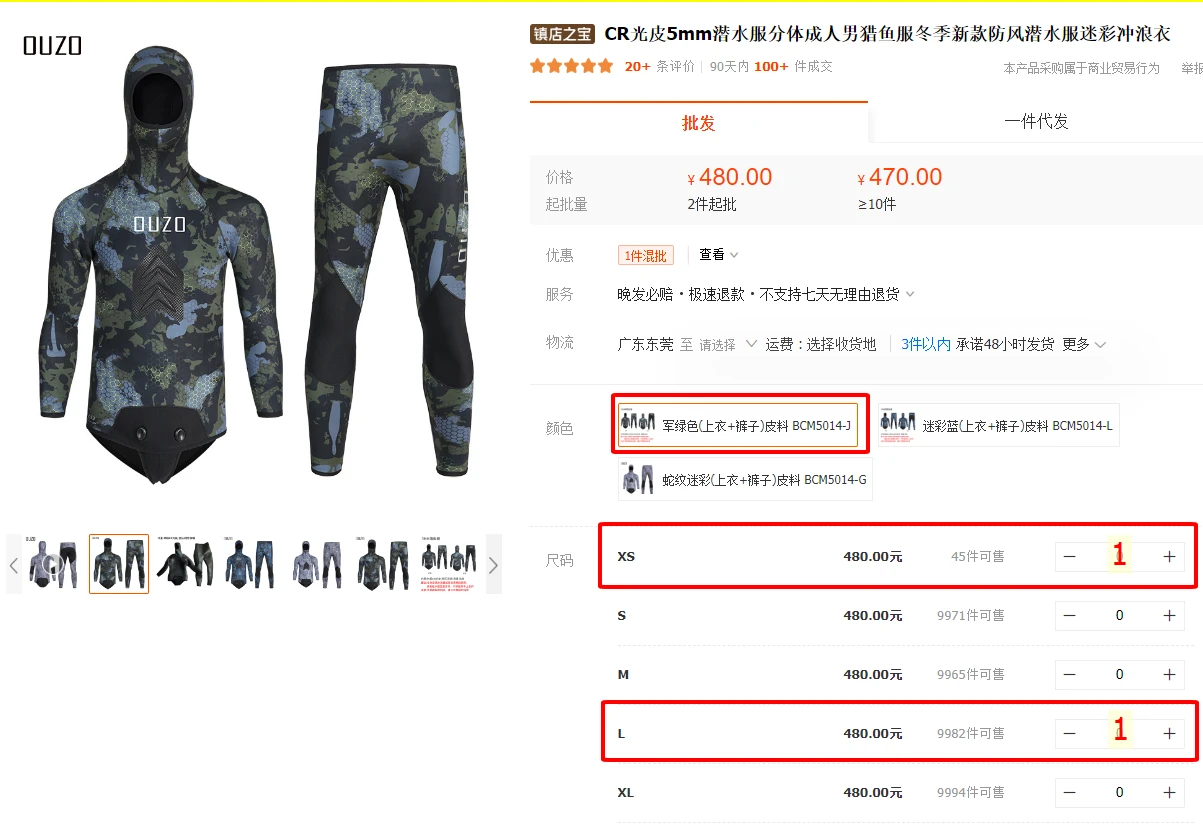 OUZO
镇店之宝 CR光皮5mm潜水服分体成人男猎鱼服冬季新款防风潜水服迷彩冲浪衣
20+ 条评价 90天内 100+ 件成交 本产品采购属于商业贸易行为 举报
批发 一件代发
价格 ¥480.00 ¥470.00
起批量 2件起批 ≥10件
优惠 1件混批 查看
服务 晚发必赔·极速退款·不支持七天无理由退货
物流 广东东莞 至 请选择 运费:选择收货地 3件以内 承诺48小时发货 更多
颜色 军绿色(上衣+裤子)皮料 BCM5014-J 迷彩蓝(上衣+裤子)皮料 BCM5014-L
蛇纹迷彩(上衣+裤子)皮料 BCM5014-G
尺码 XS 480.00元 45件可售 1
S 480.00元 9971件可售 0
M 480.00元 9965件可售 0
L 480.00元 9982件可售 1
XL 480.00元 9994件可售 0
OUZO
OUZO